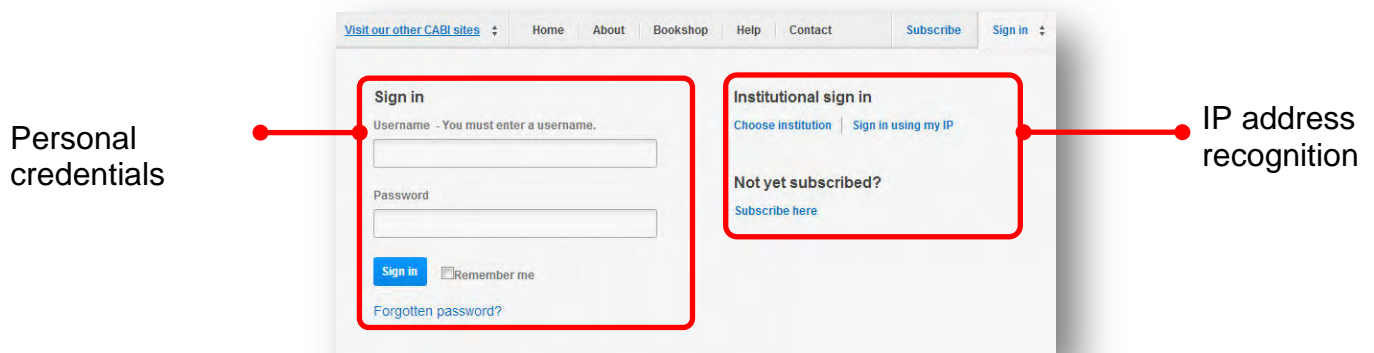 Visit our other CABI sites Home About Bookshop Help Contact Subscribe Sign in
Personal
credentials
Sign in
Username - You must enter a username.
Password
Sign in Remember me
Forgotten password?
Institutional sign in
Choose institution Sign in using my IP
Not yet subscribed?
Subscribe here
IP address
recognition